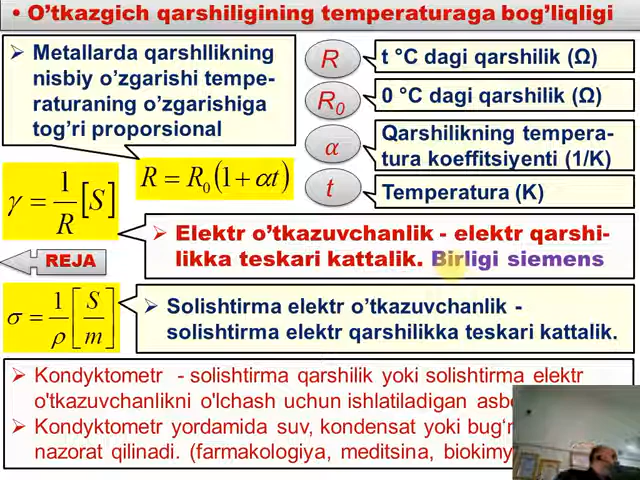 • O’tkazgich qarshiligining temperaturaga bog’liqligi
➢ Metallarda qarshllikning
nisbiy o’zgarishi tempe-
raturaning o’zgarishiga
tog’ri proporsional
R
t °C dagi qarshilik (Ω)
R₀
0 °C dagi qarshilik (Ω)
α
Qarshilikning tempera-
tura koeffitsiyenti (1/K)
t
Temperatura (K)
R = R₀(1 + αt)
γ = 1/R [S]
➢ Elektr o’tkazuvchanlik - elektr qarshi-
likka teskari kattalik. Birligi siemens
REJA
σ = 1/ρ [S/m]
➢ Solishtirma elektr o’tkazuvchanlik -
solishtirma elektr qarshilikka teskari kattalik.
➢ Kondyktometr - solishtirma qarshilik yoki solishtirma elektr
o'tkazuvchanlikni o'lchash uchun ishlatiladigan
➢ Kondyktometr yordamida suv, kondensat yoki
nazorat qilinadi. (farmakologiya, meditsina,